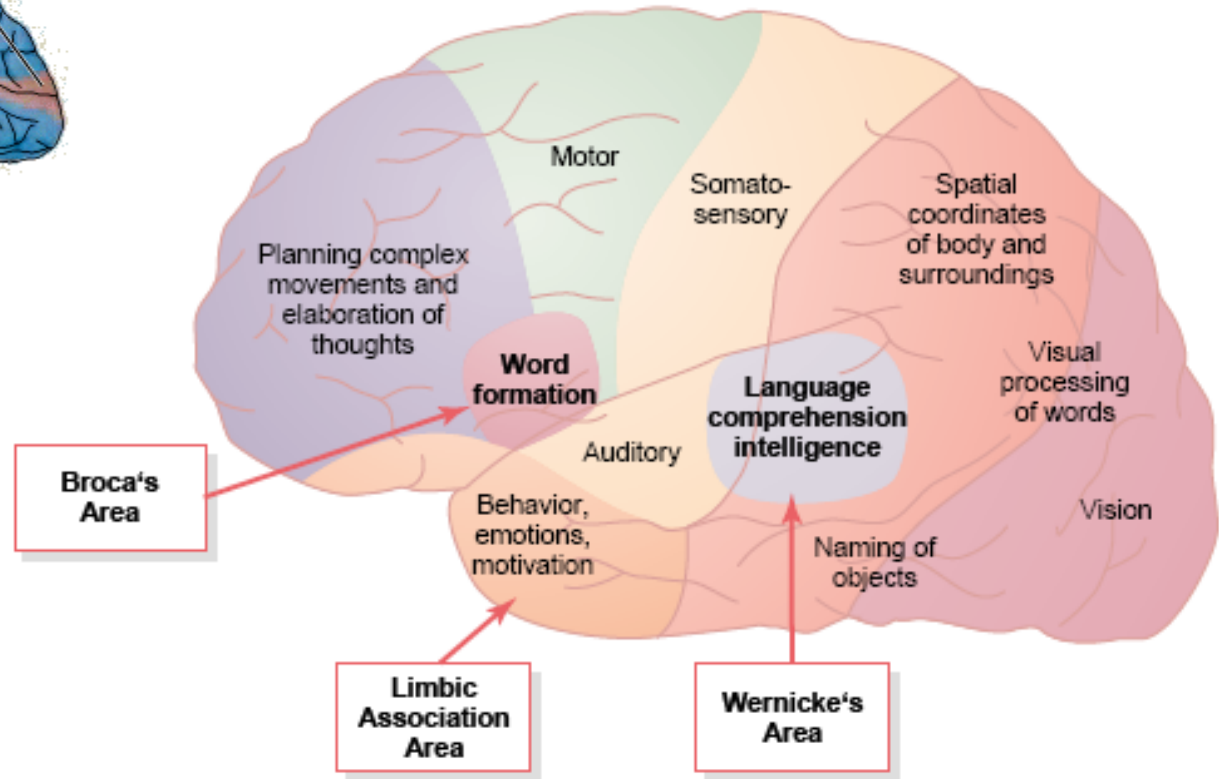 Motor
Somato-
sensory
Spatial
coordinates
of body and
surroundings
Planning complex
movements and
elaboration of
thoughts
Word
formation
Visual
processing
of words
Language
comprehension
intelligence
Auditory
Broca‘s
Area
Behavior,
emotions,
motivation
Vision
Naming of
objects
Limbic
Association
Area
Wernicke‘s
Area